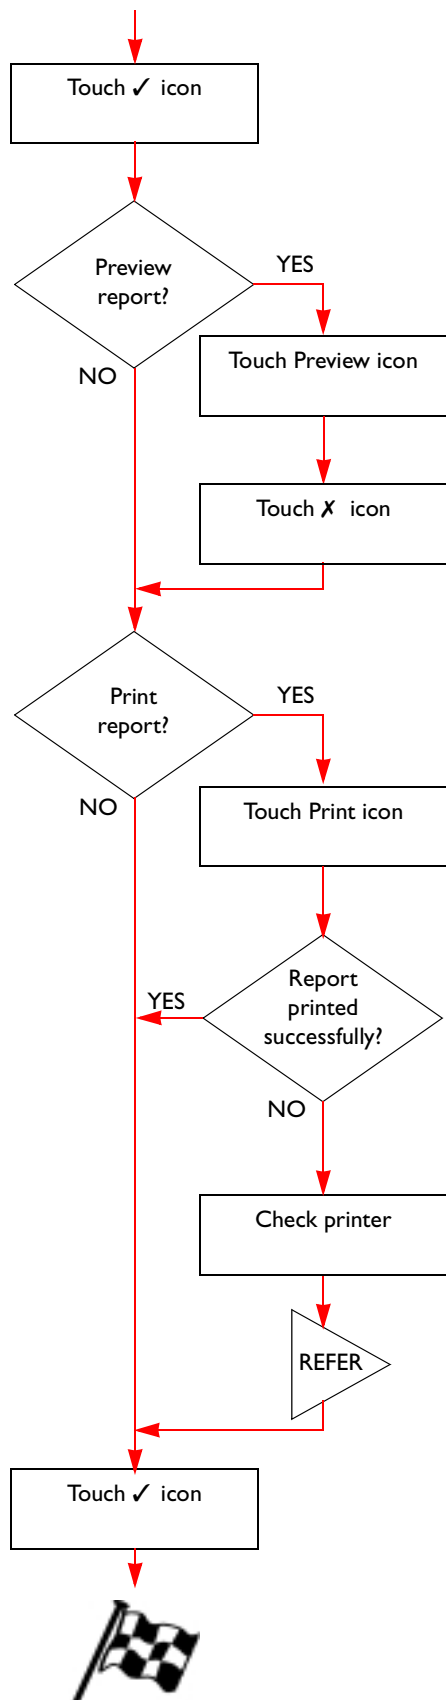 Touch ✓ icon
Preview
report?
YES
NO
Touch Preview icon
Touch ✗ icon
Print
report?
YES
NO
Touch Print icon
Report
printed
successfully?
YES
NO
Check printer
REFER
Touch ✓ icon